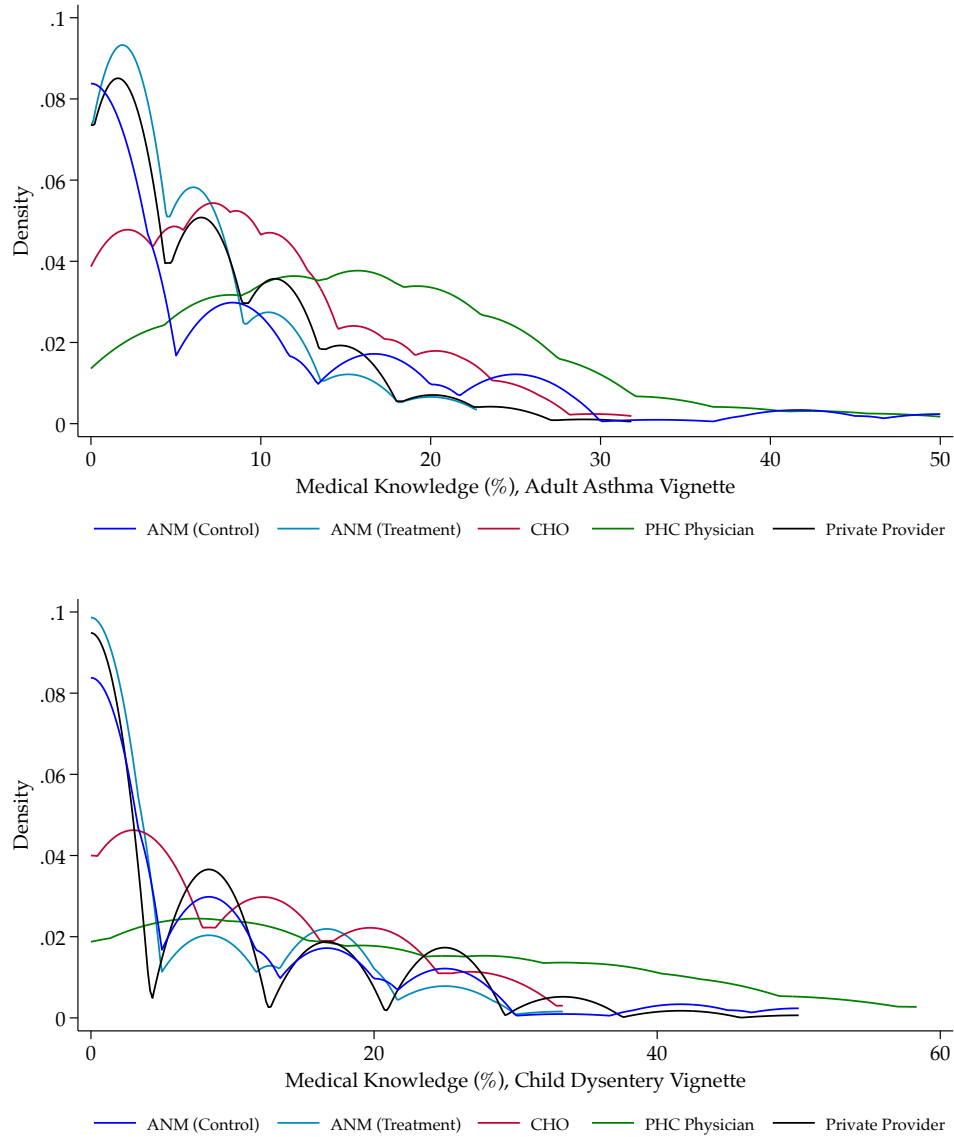 .1
.08
.06
.04
.02
0
Density
0 10 20 30 40 50
Medical Knowledge (%), Adult Asthma Vignette
ANM (Control) ANM (Treatment) CHO PHC Physician Private Provider
.1
.08
.06
.04
.02
0
Density
0 20 40 60
Medical Knowledge (%), Child Dysentery Vignette
ANM (Control) ANM (Treatment) CHO PHC Physician Private Provider